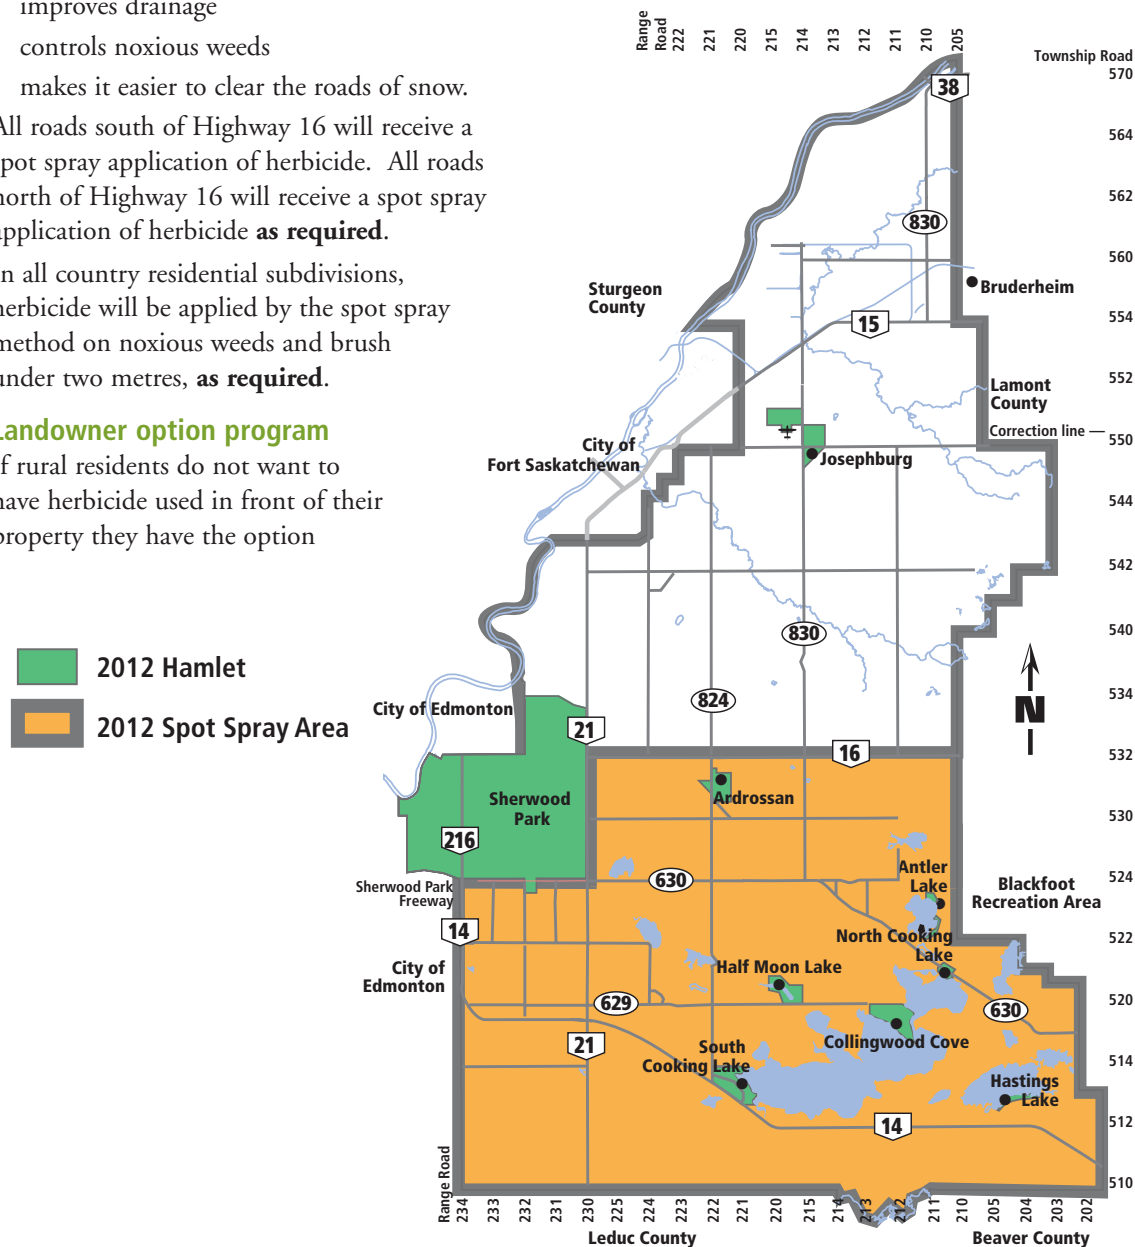 improves drainage
controls noxious weeds
makes it easier to clear the roads of snow.
All roads south of Highway 16 will receive a
spot spray application of herbicide. All roads
north of Highway 16 will receive a spot spray
application of herbicide as required.
In all country residential subdivisions,
herbicide will be applied by the spot spray
method on noxious weeds and brush
under two metres, as required.
Landowner option program
If rural residents do not want to
have herbicide used in front of their
property they have the option
2012 Hamlet
2012 Spot Spray Area
Range
Road
222
221
220
215
214
213
212
211
210
205
Township Road
570
564
562
560
554
552
550
544
542
540
534
532
530
524
522
520
514
512
510
38
830
Bruderheim
Sturgeon
County
15
Lamont
County
Correction line
City of
Fort Saskatchewan
Josephburg
830
824
N
City of Edmonton
21
16
Sherwood
Park
Ardrossan
216
Sherwood Park
Freeway
630
Antler
Lake
Blackfoot
Recreation Area
14
North Cooking
Lake
City of
Edmonton
Half Moon Lake
629
630
21
Collingwood Cove
South
Cooking Lake
Hastings
Lake
14
Range Road
234
233
232
231
230
225
224
223
222
221
220
215
214
213
212
211
210
205
204
203
202
Leduc County
Beaver County